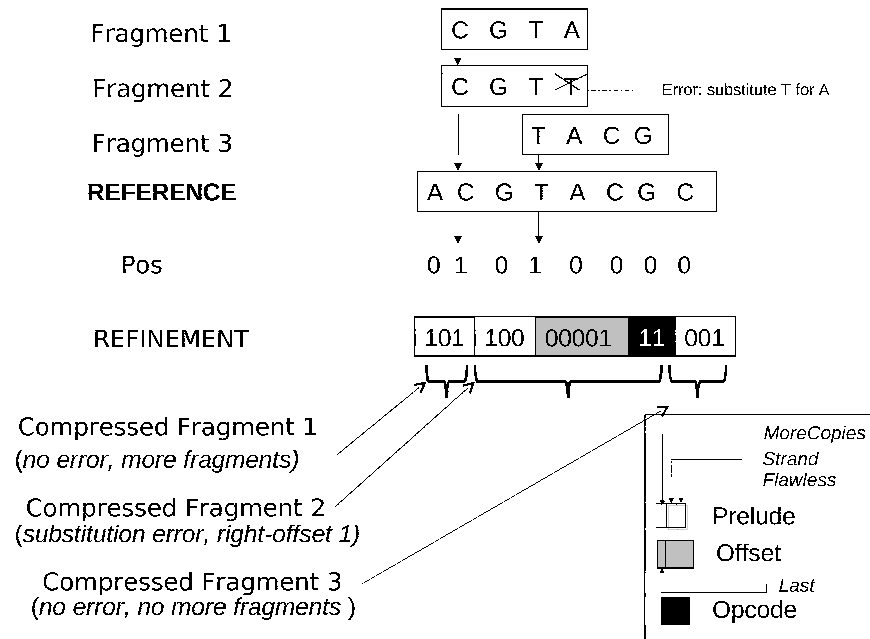 Fragment 1 C G T A
Fragment 2 C G T T Error: substitute T for A
Fragment 3 T A C G
REFERENCE A C G T A C G C
Pos 0 1 0 1 0 0 0 0
REFINEMENT 101 100 00001 11 001
Compressed Fragment 1
(no error, more fragments)
Compressed Fragment 2
(substitution error, right-offset 1)
Compressed Fragment 3
(no error, no more fragments )
MoreCopies
Strand
Flawless
Prelude
Offset
Last
Opcode